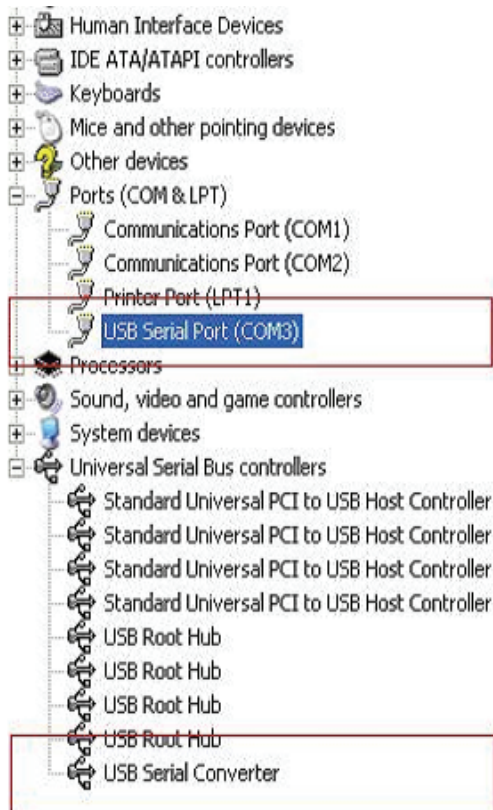 Human Interface Devices
IDE ATA/ATAPI controllers
Keyboards
Mice and other pointing devices
Other devices
Ports (COM & LPT)
Communications Port (COM1)
Communications Port (COM2)
Printer Port (LPT1)
USB Serial Port (COM3)
Processors
Sound, video and game controllers
System devices
Universal Serial Bus controllers
Standard Universal PCI to USB Host Controller
Standard Universal PCI to USB Host Controller
Standard Universal PCI to USB Host Controller
Standard Universal PCI to USB Host Controller
USB Root Hub
USB Root Hub
USB Root Hub
USB Root Hub
USB Serial Converter